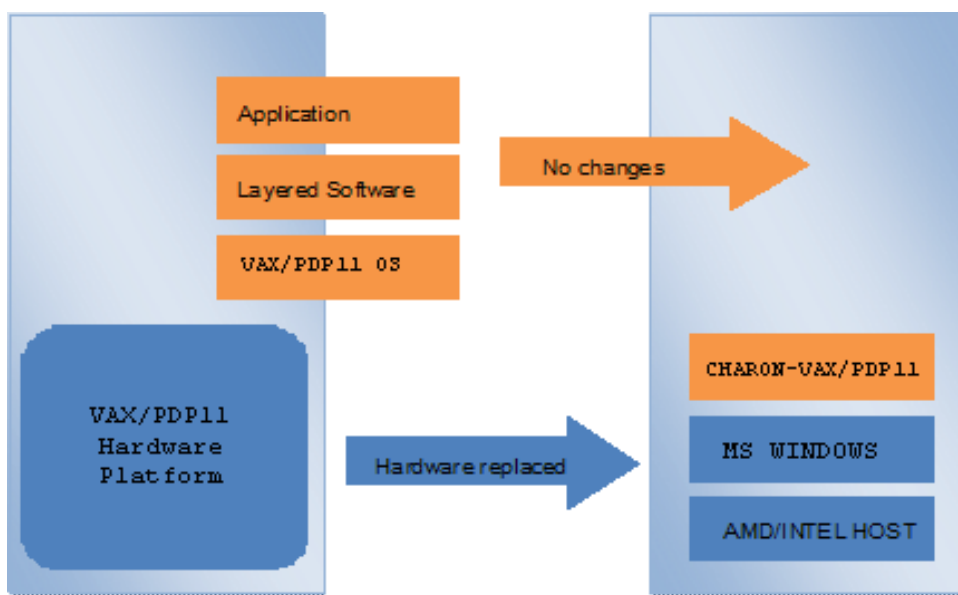 Application
Layered Software
VAX/PDP11 OS
No changes
VAX/PDP11
Hardware
Platform
Hardware replaced
CHARON-VAX/PDP11
MS WINDOWS
AMD/INTEL HOST